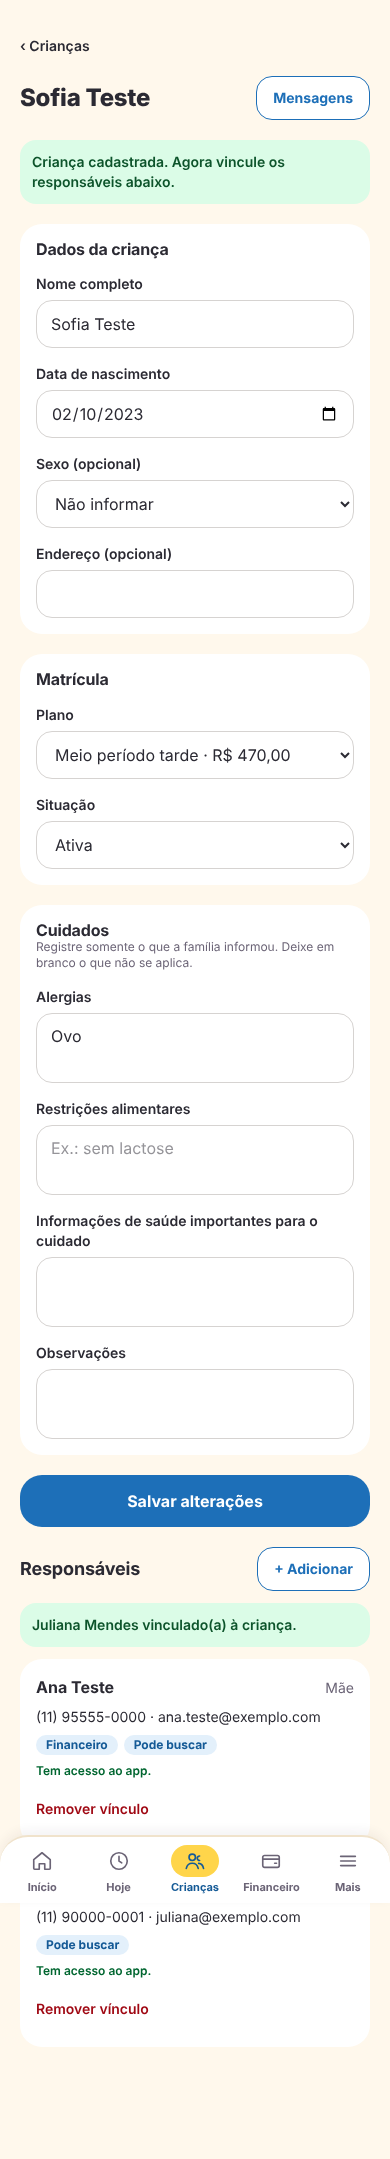 ‹ Crianças
Sofia Teste
Mensagens
Criança cadastrada. Agora vincule os
responsáveis abaixo.
Dados da criança
Nome completo
Sofia Teste
Data de nascimento
02/10/2023
Sexo (opcional)
Não informar
Endereço (opcional)
Matrícula
Plano
Meio período tarde · R$ 470,00
Situação
Ativa
Cuidados
Registre somente o que a família informou. Deixe em
branco o que não se aplica.
Alergias
Ovo
Restrições alimentares
Ex.: sem lactose
Informações de saúde importantes para o
cuidado
Observações
Salvar alterações
Responsáveis
+ Adicionar
Juliana Mendes vinculado(a) à criança.
Ana Teste
Mãe
(11) 95555-0000 · ana.teste@exemplo.com
Financeiro
Pode buscar
Tem acesso ao app.
Remover vínculo
Início
Hoje
Crianças
Financeiro
Mais
(11) 90000-0001 · juliana@exemplo.com
Pode buscar
Tem acesso ao app.
Remover vínculo